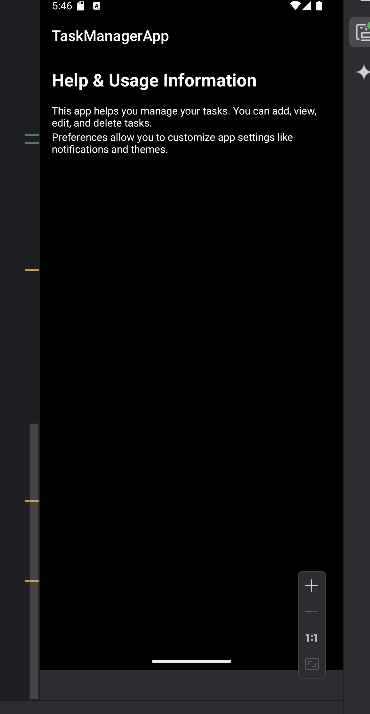 5:46
TaskManagerApp
Help & Usage Information
This app helps you manage your tasks. You can add, view,
edit, and delete tasks.
Preferences allow you to customize app settings like
notifications and themes.
1:1